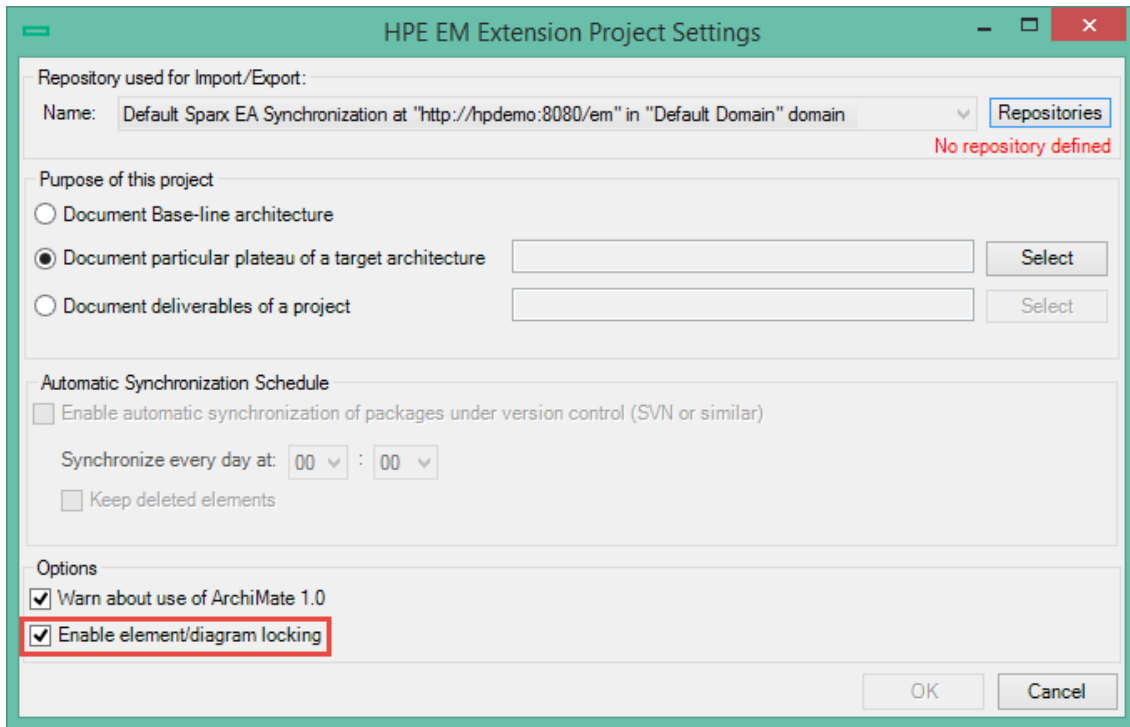 HPE EM Extension Project Settings
Repository used for Import/Export:
Name: Default Sparx EA Synchronization at "http://hpdemo:8080/em" in "Default Domain" domain Repositories
No repository defined
Purpose of this project
Document Base-line architecture
Document particular plateau of a target architecture Select
Document deliverables of a project Select
Automatic Synchronization Schedule
Enable automatic synchronization of packages under version control (SVN or similar)
Synchronize every day at: 00 : 00
Keep deleted elements
Options
Warn about use of ArchiMate 1.0
Enable element/diagram locking
OK Cancel